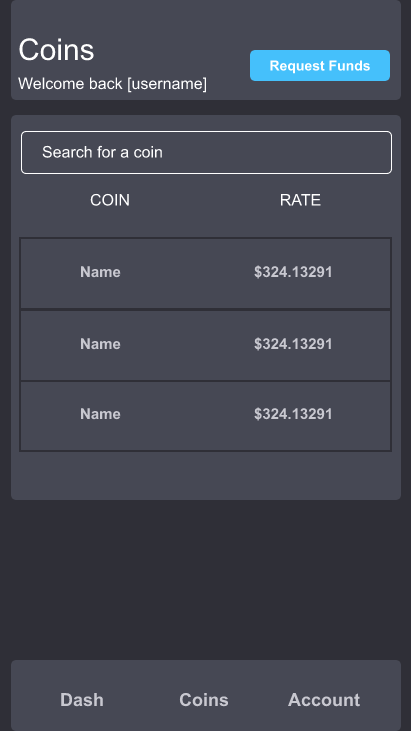 Coins
Welcome back [username]
Request Funds
Search for a coin
COIN RATE
Name $324.13291
Name $324.13291
Name $324.13291
Dash Coins Account